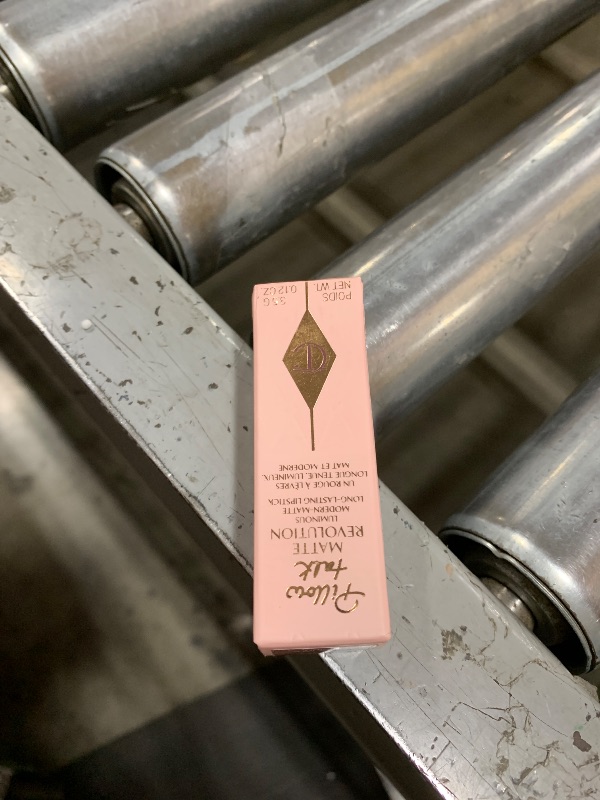 Pillow
talk
MATTE
REVOLUTION
LUMINOUS
MODERN-MATTE
LONG-LASTING LIPSTICK
UN ROUGE À LÈVRES
LONGUE TENUE, LUMINEUX,
MAT ET MODERNE
POIDS 3.5 G
NET WT. 0.12 OZ